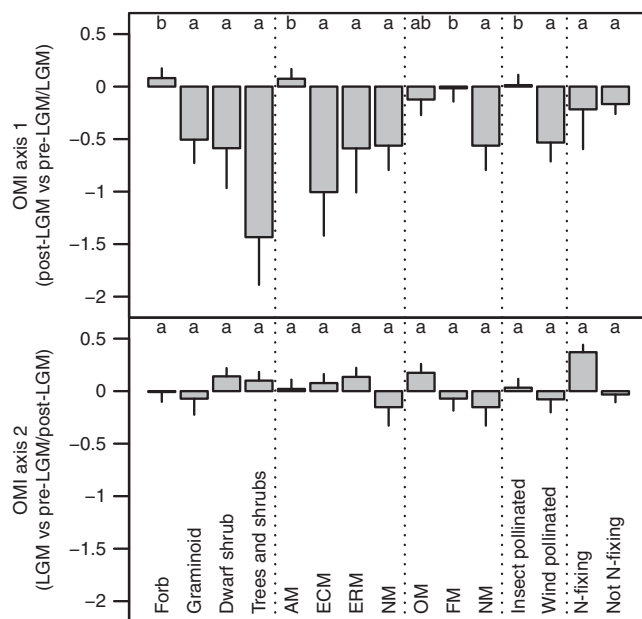 b a a a b a a a ab b a b a a a
0.5
0
−0.5
−1
−1.5
−2
OMI axis 1
(post-LGM vs pre-LGM/LGM)
a a a a a a a a a a a a a a a
0.5
0
−0.5
−1
−1.5
−2
OMI axis 2
(LGM vs pre-LGM/post-LGM)
Forb
Graminoid
Dwarf shrub
Trees and shrubs
AM
ECM
ERM
NM
OM
FM
NM
Insect pollinated
Wind pollinated
N-fixing
Not N-fixing